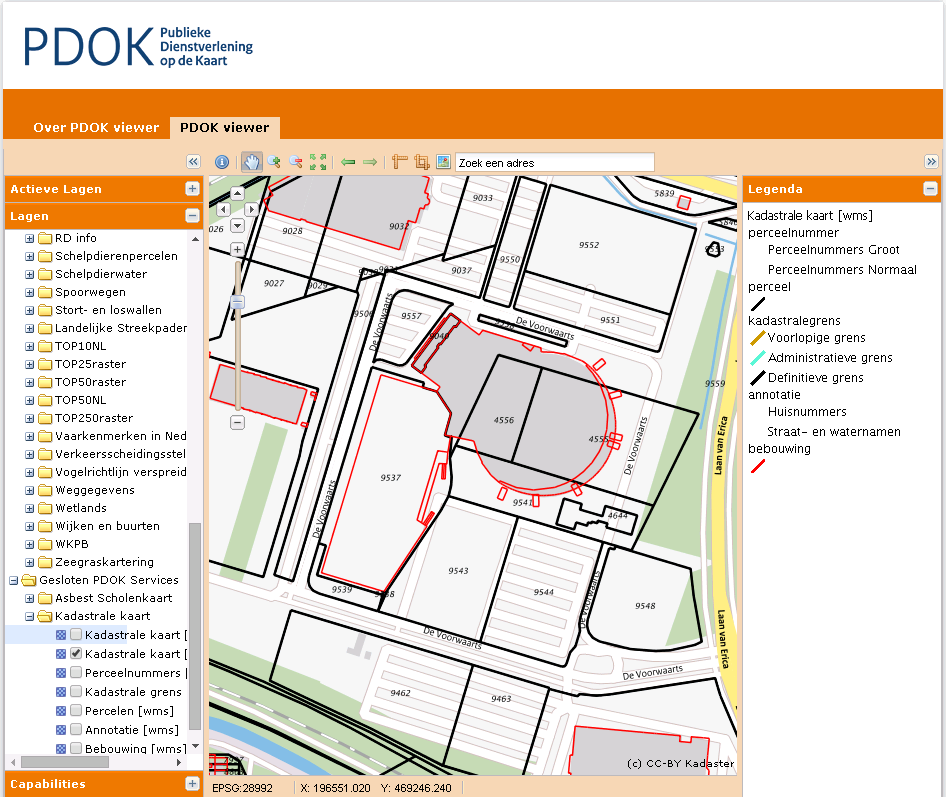 PDOK
Publieke
Dienstverlening
op de Kaart
Over PDOK viewer
PDOK viewer
Zoek een adres
Actieve Lagen
Lagen
RD info
Schelpdierenpercelen
Schelpdierwater
Spoorwegen
Stort- en loswallen
Landelijke Streekpaden
TOP10NL
TOP25raster
TOP50raster
TOP50NL
TOP250raster
Vaarkenmerken in Ned
Verkeersscheidingsstel
Vogelrichtlijn verspreid
Weggegevens
Wetlands
Wijken en buurten
WKPB
Zeegraskartering
Gesloten PDOK Services
Asbest Scholenkaart
Kadastrale kaart
Kadastrale kaart [
Kadastrale kaart [
Perceelnummers [
Kadastrale grens
Percelen [wms]
Annotatie [wms]
Bebouwing [wms]
Capabilities
9033
5839
9028
9032
026
9552
9550
9037
9027
9029
9506
9557
9551
De Voorwaarts
De Voorwaarts
9559
4556
4555
De Voorwaarts
Laan van Erica
9537
9541
4644
De Voorwaarts
9543
9544
9548
9539
De Voorwaarts
De Voorwaarts
Laan van Erica
De Voorwaarts
9462
9463
(c) CC-BY Kadaster
EPSG:28992
X: 196551.020
Y: 469246.240
Legenda
Kadastrale kaart [wms]
perceelnummer
Perceelnummers Groot
Perceelnummers Normaal
perceel
kadastralegrens
Voorlopige grens
Administratieve grens
Definitieve grens
annotatie
Huisnummers
Straat- en waternamen
bebouwing